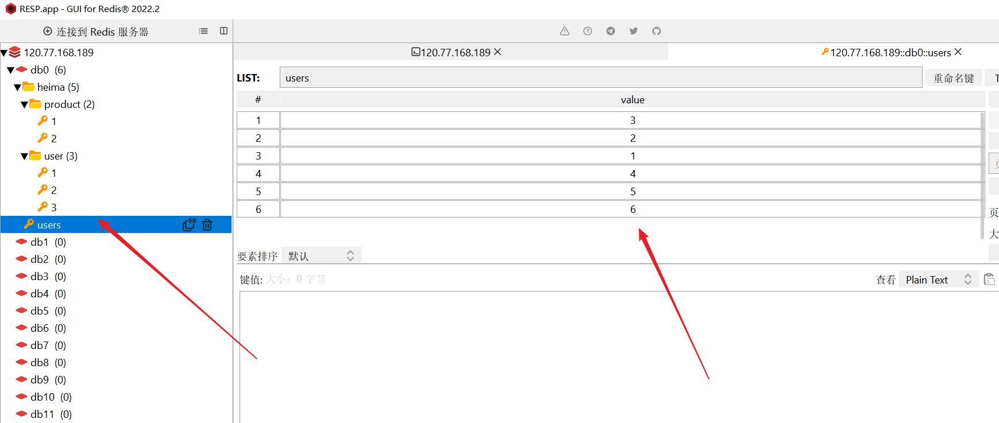 RESP.app - GUI for Redis® 2022.2
连接到 Redis 服务器
120.77.168.189
db0 (6)
heima (5)
product (2)
1
2
user (3)
1
2
3
users
db1 (0)
db2 (0)
db3 (0)
db4 (0)
db5 (0)
db6 (0)
db7 (0)
db8 (0)
db9 (0)
db10 (0)
db11 (0)
120.77.168.189
120.77.168.189::db0::users
LIST: users 重命名键 T
# value
1 3
2 2
3 1
4 4
5 5
6 6
页
大
要素排序 默认
键值: 大小: 0 字节 查看 Plain Text